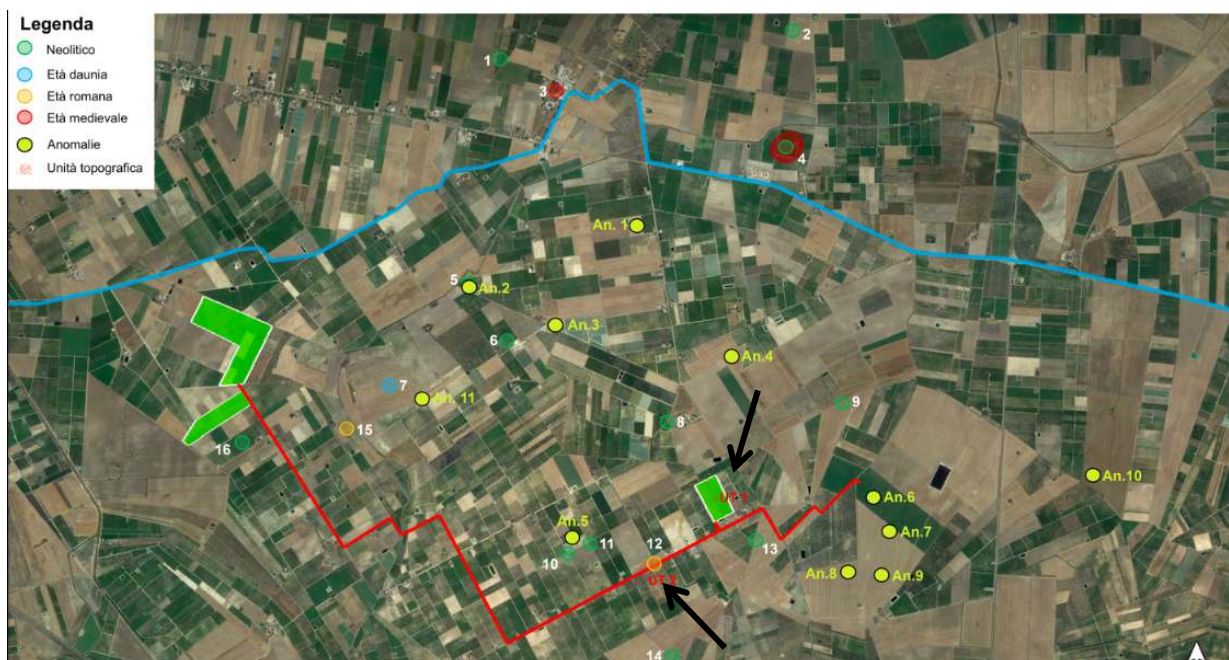 Legenda
Neolitico
Età daunia
Età romana
Età medievale
Anomalie
Unità topografica
1
2
3
4
An. 1
5
An.2
An.3
6
An.4
7
An. 11
9
8
15
16
An.10
UT 1
An.6
An.5
An.7
11
12
13
10
An.8
An.9
UT 2
14